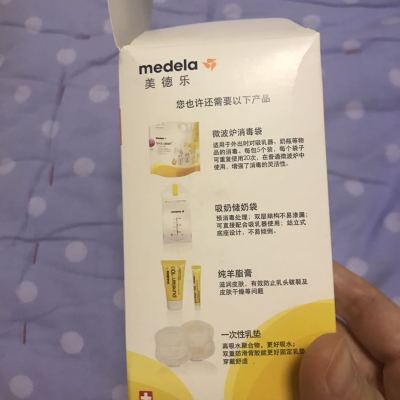 medela
美德乐
您也许还需要以下产品
微波炉消毒袋
适用于外出时对吸乳器、奶瓶等物
品的消毒，每包5个装，每个袋子
可重复使用20次，在普通微波炉中
使用，增强了消毒的灵活性。
吸奶储奶袋
预消毒处理；双层结构不易渗漏；
可直接配合吸乳器使用；站立式
底座设计，不易倾倒。
纯羊脂膏
滋润皮肤，有效防止乳头皲裂及
皮肤干燥等问题
一次性乳垫
高吸水聚合物，更好吸水；
双重防滑背胶能更好固定乳垫
穿戴舒适